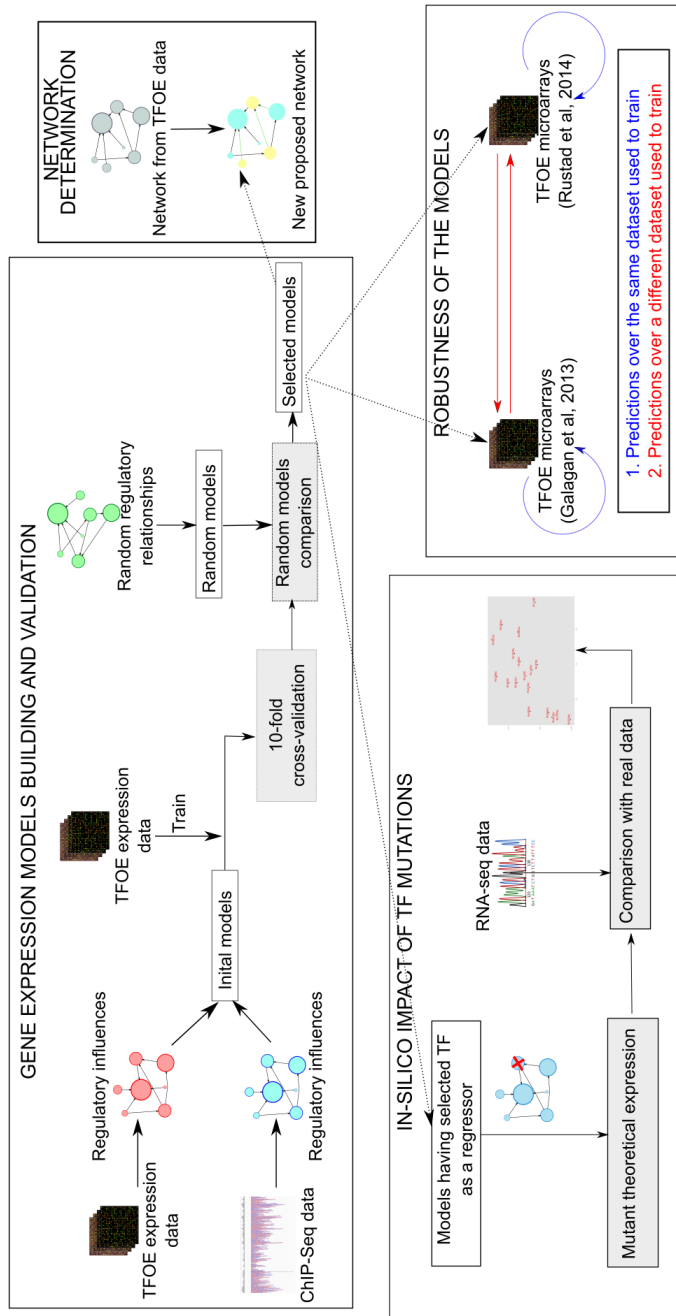 GENE EXPRESSION MODELS BUILDING AND VALIDATION
TFOE expression
data
Regulatory influences
ChIP-Seq data
Regulatory influences
Inital models
TFOE expression
data
Train
10-fold
cross-validation
Random regulatory
relationships
Random models
Random models
comparison
Selected models
NETWORK
DETERMINATION
Network from TFOE data
New proposed network
IN-SILICO IMPACT OF TF MUTATIONS
Models having selected TF
as a regressor
Mutant theoretical expression
RNA-seq data
Comparison with real data
ROBUSTNESS OF THE MODELS
TFOE microarrays
(Galagan et al, 2013)
TFOE microarrays
(Rustad et al, 2014)
1. Predictions over the same dataset used to train
2. Predictions over a different dataset used to train